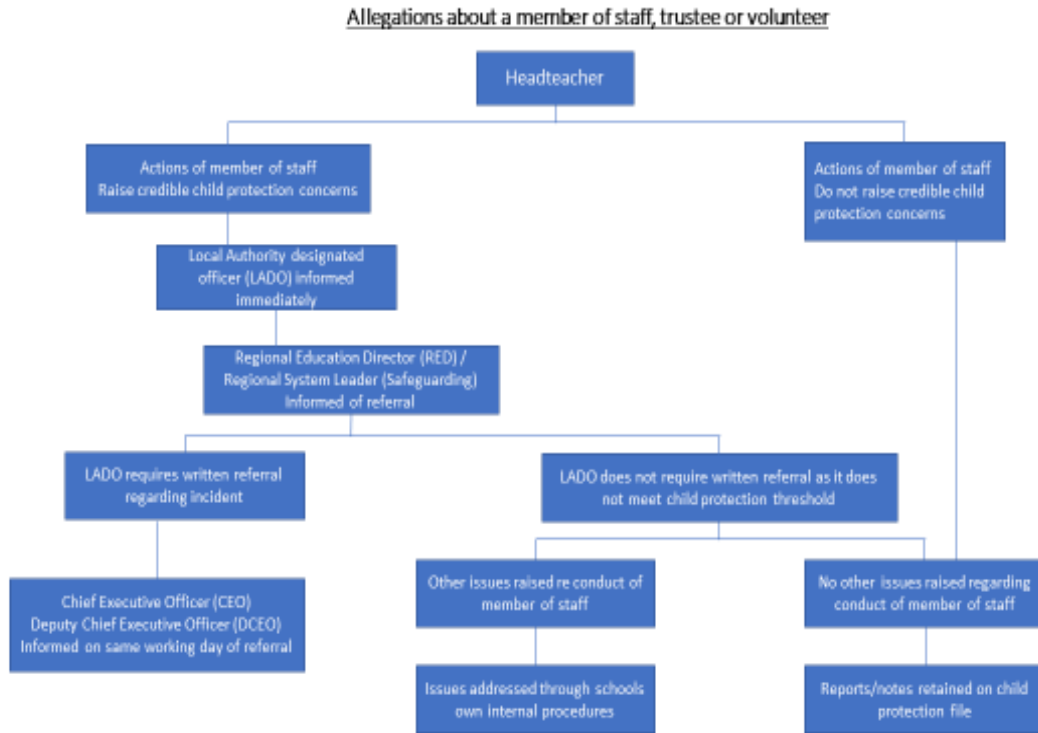 Allegations about a member of staff, trustee or volunteer
Headteacher
Actions of member of staff
Raise credible child protection concerns
Actions of member of staff
Do not raise credible child
protection concerns
Local Authority designated
officer (LADO) informed
immediately
Regional Education Director (RED) /
Regional System Leader (Safeguarding)
Informed of referral
LADO requires written referral
regarding incident
LADO does not require written referral as it does
not meet child protection threshold
Chief Executive Officer (CEO)
Deputy Chief Executive Officer (DCEO)
Informed on same working day of referral
Other issues raised re conduct of
member of staff
No other issues raised regarding
conduct of member of staff
Issues addressed through schools
own internal procedures
Reports/notes retained on child
protection file